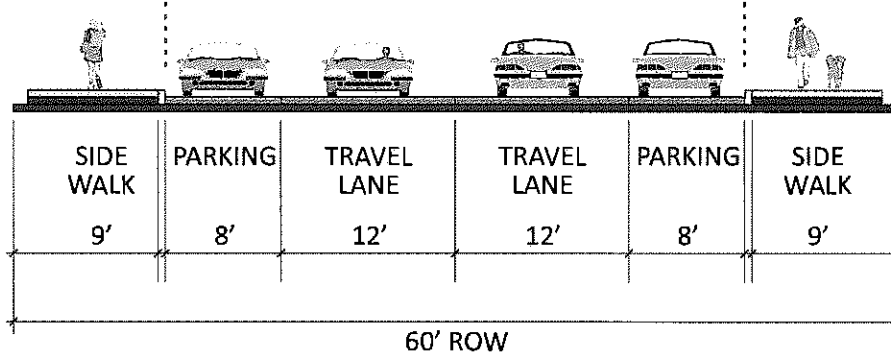 SIDE WALK
PARKING
TRAVEL LANE
TRAVEL LANE
PARKING
SIDE WALK
9’ 8’ 12’ 12’ 8’ 9’
60’ ROW